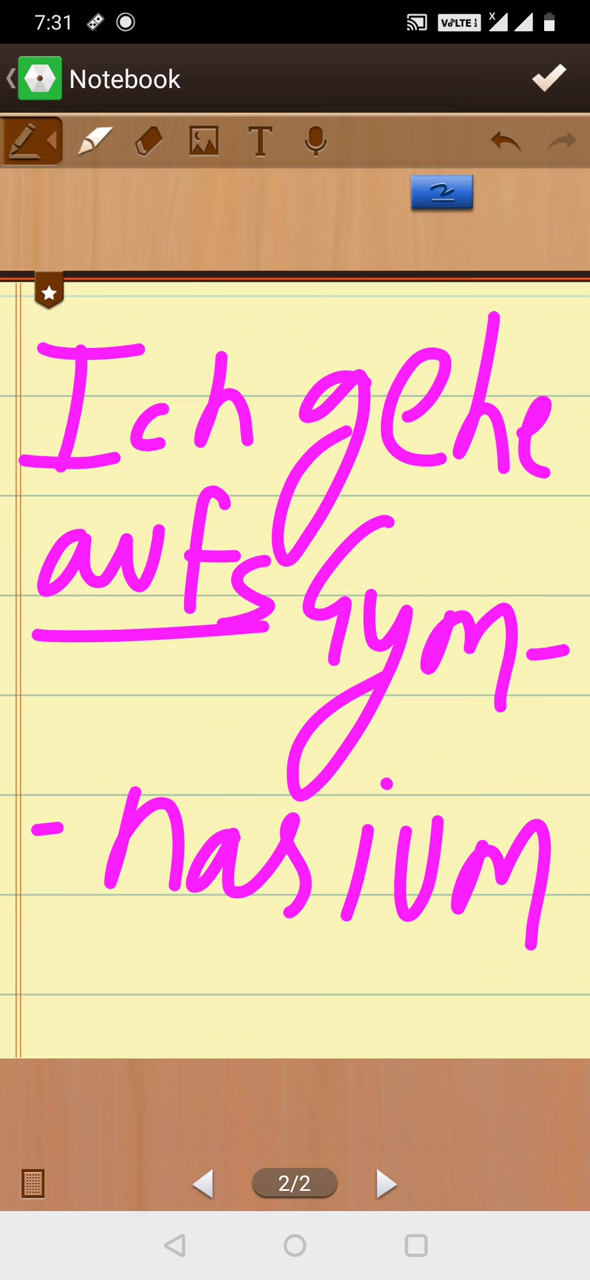 7:31
VoLTE
Notebook
T
2
Ich gehe
aufs Gym-
- nasium
2/2